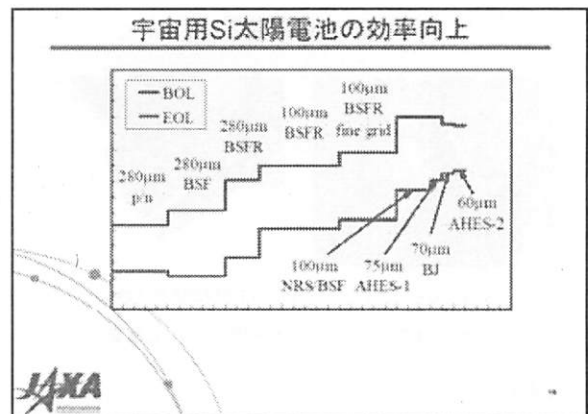 宇宙用Si太陽電池の効率向上
BOL
EOL
280μm
p/n
280μm
BSF
280μm
BSFR
100μm
BSFR
100μm
BSFR
fine grid
100μm
NRS/BSF
75μm
AHES-1
70μm
BJ
60μm
AHES-2
JAXA